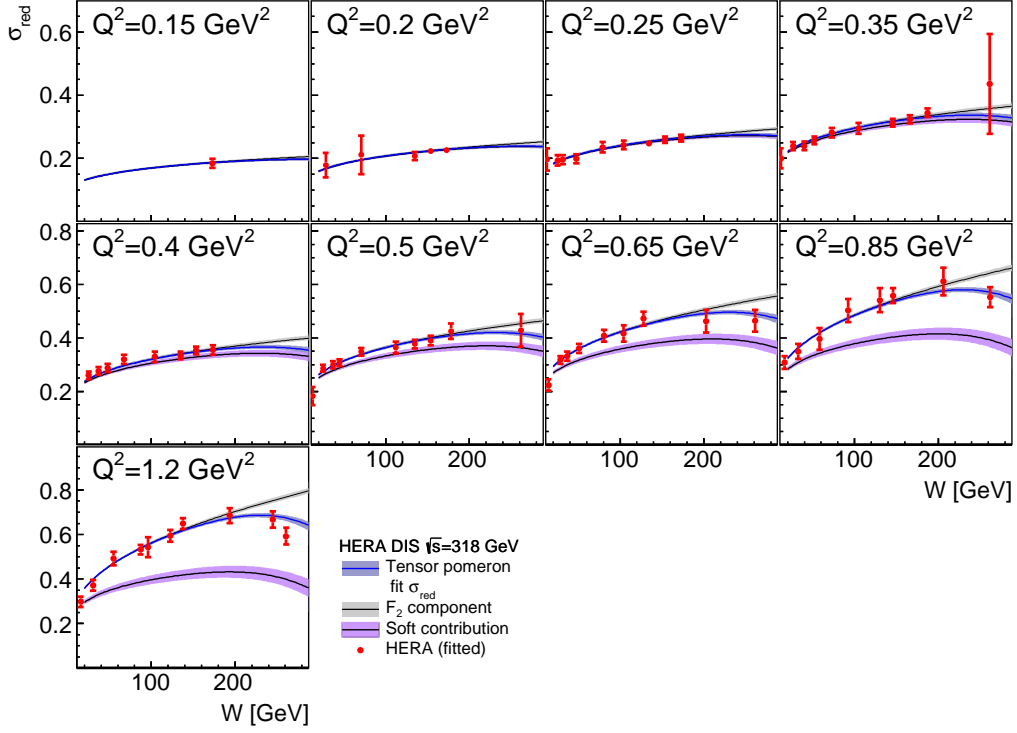 σred
Q²=0.15 GeV² Q²=0.2 GeV² Q²=0.25 GeV² Q²=0.35 GeV²
0.6
0.4
0.2
Q²=0.4 GeV² Q²=0.5 GeV² Q²=0.65 GeV² Q²=0.85 GeV²
0.8
0.6
0.4
0.2
100 200 100 200 100 200
W [GeV] W [GeV] W [GeV]
Q²=1.2 GeV²
0.8
0.6
0.4
0.2
100 200
W [GeV]
HERA DIS √s=318 GeV
Tensor pomeron
fit σred
F₂ component
Soft contribution
HERA (fitted)